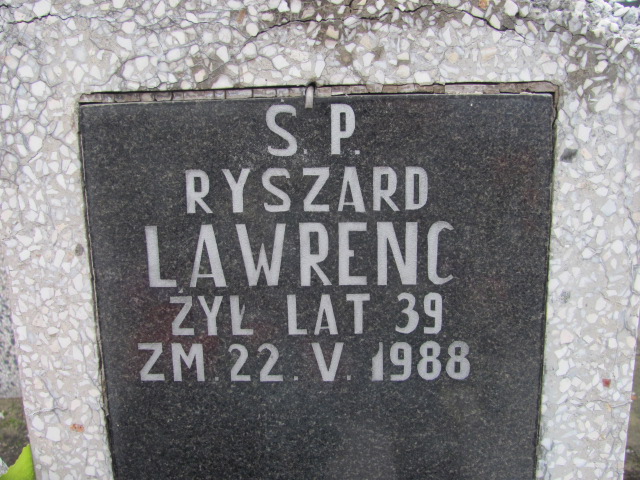 S. P.
RYSZARD
LAWRENC
ŻYŁ LAT 39
ZM. 22. V. 1988